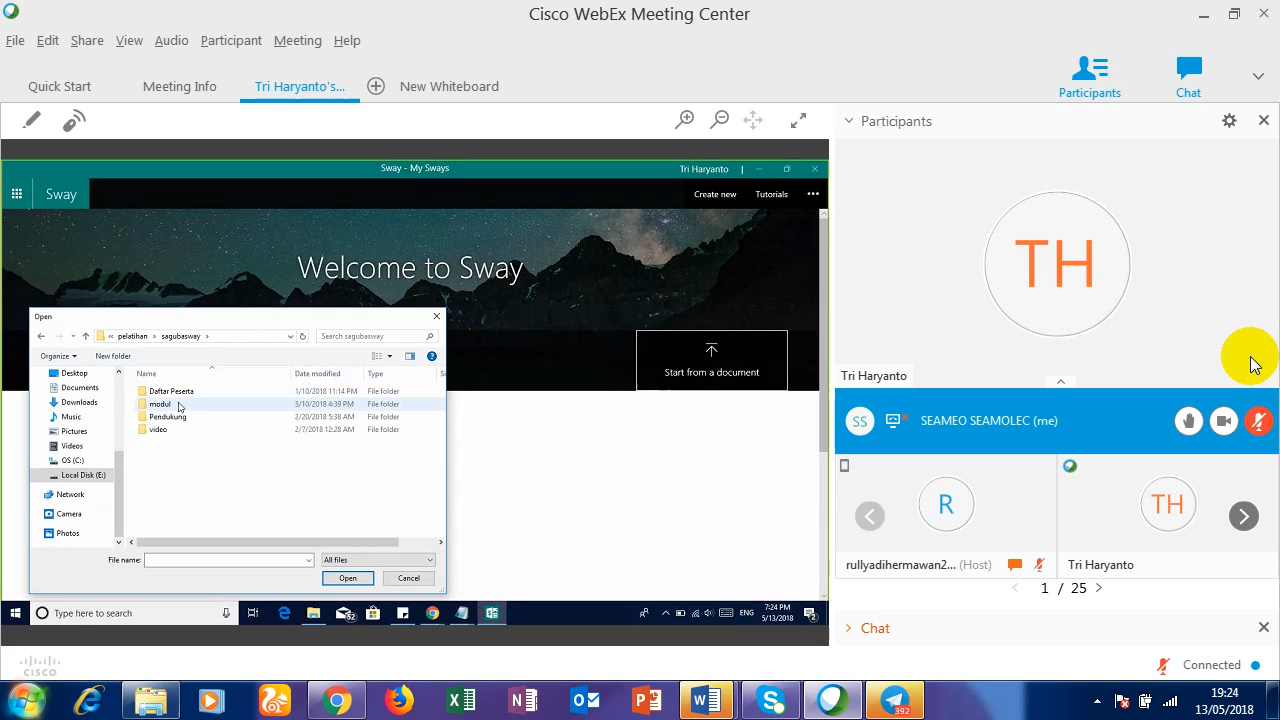 Cisco WebEx Meeting Center
File Edit Share View Audio Participant Meeting Help
Quick Start Meeting Info Tri Haryanto's... New Whiteboard
Participants Chat
Participants
Sway - My Sways Tri Haryanto
Sway Create new Tutorials
Welcome to Sway
Start from a document
Open
pelatihan sagubasway Search sagubasway
Organize New folder
Name Date modified Type
Desktop
Documents
Downloads
Music
Pictures
Videos
OS (C:)
Local Disk (E:)
Network
Camera
Photos
Daftar Peserta 1/10/2018 11:14 PM File folder
modul 5/10/2018 4:39 PM File folder
Pendukung 2/20/2018 5:38 AM File folder
video 2/7/2018 12:28 AM File folder
File name: All files
Open Cancel
Type here to search
52
ENG
7:24 PM
5/13/2018
2
TH
Tri Haryanto
SS SEAMEO SEAMOLEC (me)
R TH
rullyadihermawan2... (Host) Tri Haryanto
1 / 25
Chat
CISCO
Connected
392
19:24
13/05/2018